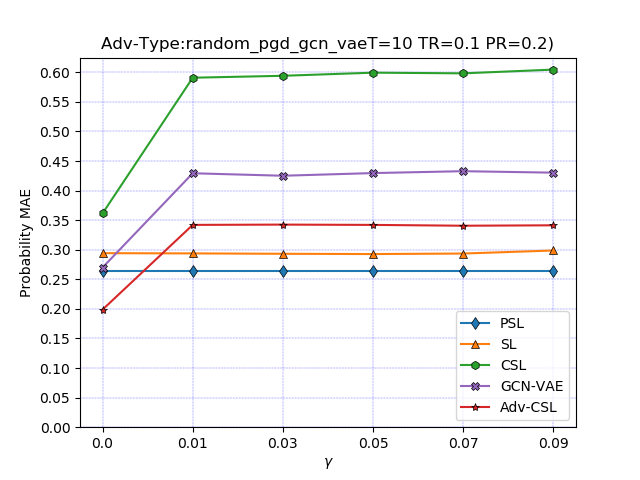 Adv-Type:random_pgd_gcn_vaeT=10 TR=0.1 PR=0.2)
0.60
0.55
0.50
0.45
0.40
0.35
0.30
0.25
0.20
0.15
0.10
0.05
0.00
Probability MAE
0.0 0.01 0.03 0.05 0.07 0.09
γ
PSL
SL
CSL
GCN-VAE
Adv-CSL